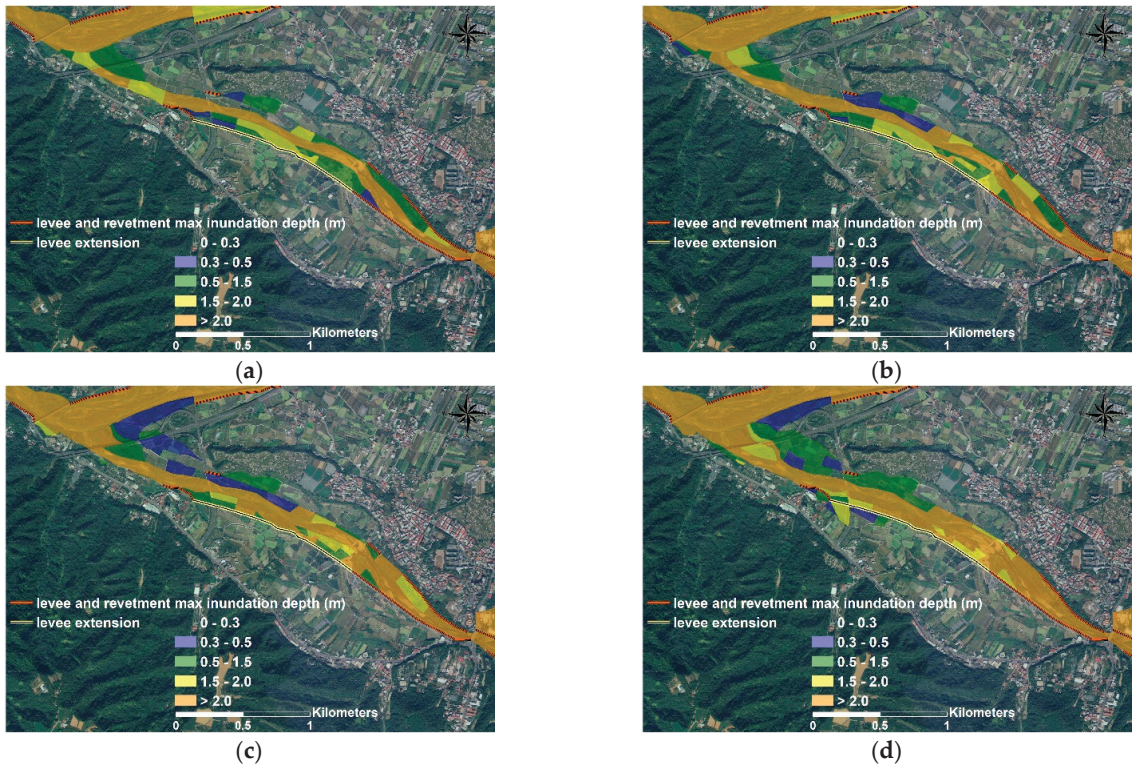 levee and revetment max inundation depth (m)
levee extension 0 - 0.3
0.3 - 0.5
0.5 - 1.5
1.5 - 2.0
> 2.0
Kilometers
0 0.5 1
(a)
levee and revetment max inundation depth (m)
levee extension 0 - 0.3
0.3 - 0.5
0.5 - 1.5
1.5 - 2.0
> 2.0
Kilometers
0 0.5 1
(b)
levee and revetment max inundation depth (m)
levee extension 0 - 0.3
0.3 - 0.5
0.5 - 1.5
1.5 - 2.0
> 2.0
Kilometers
0 0.5 1
(c)
levee and revetment max inundation depth (m)
levee extension 0 - 0.3
0.3 - 0.5
0.5 - 1.5
1.5 - 2.0
> 2.0
Kilometers
0 0.5 1
(d)